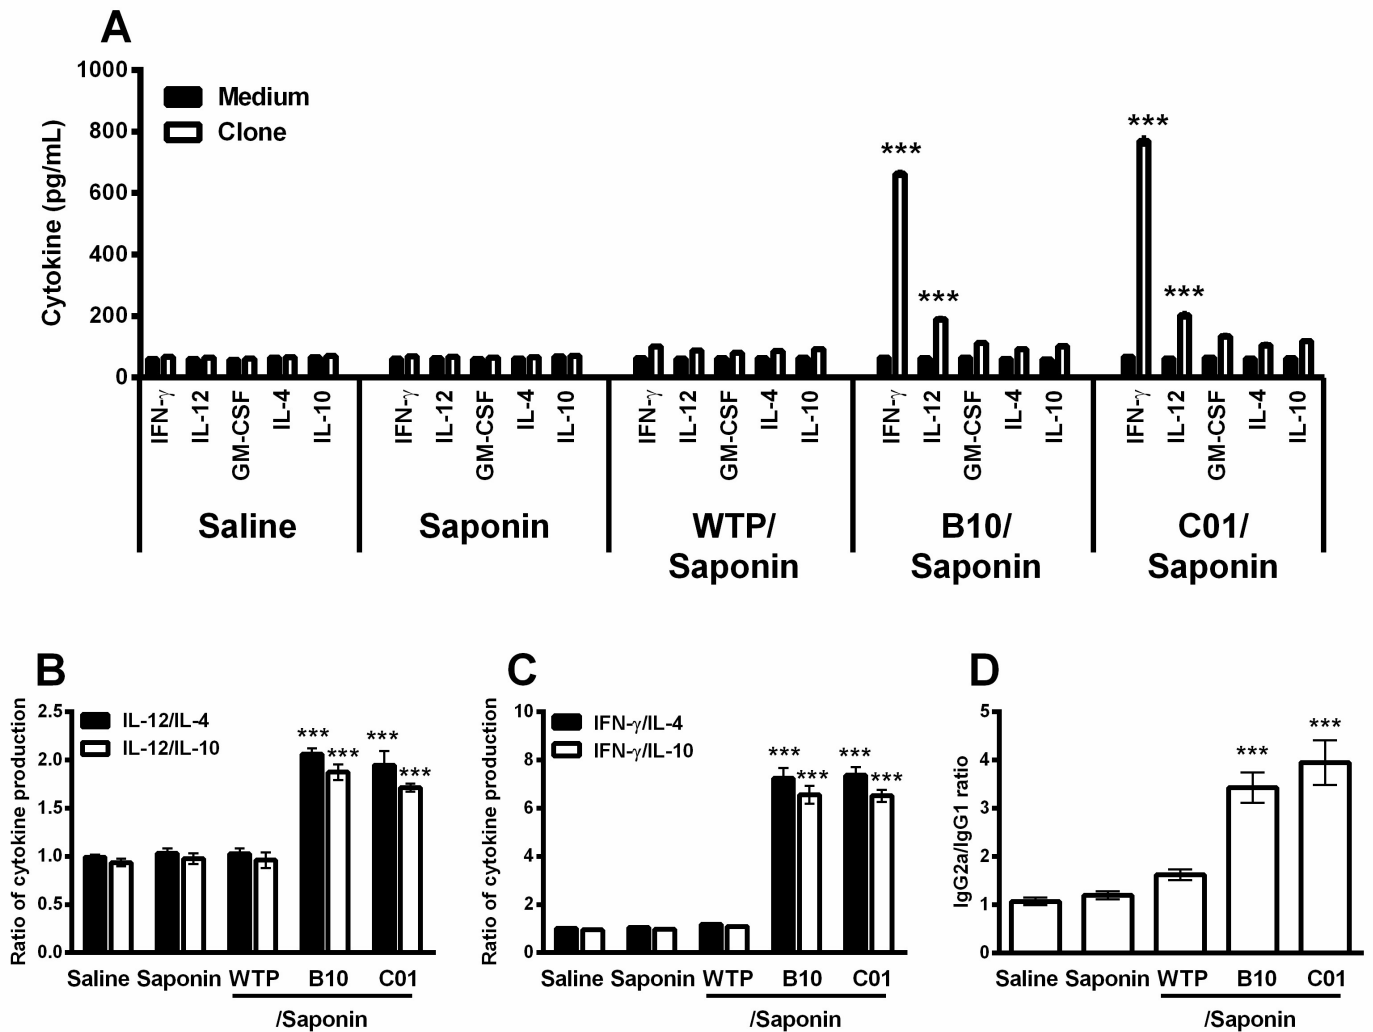 A
1000
800
600
400
200
0
Cytokine (pg/mL)
Medium
Clone
***
***
***
***
IFN-γ IL-12 GM-CSF IL-4 IL-10 IFN-γ IL-12 GM-CSF IL-4 IL-10 IFN-γ IL-12 GM-CSF IL-4 IL-10 IFN-γ IL-12 GM-CSF IL-4 IL-10 IFN-γ IL-12 GM-CSF IL-4 IL-10
Saline Saponin WTP/ B10/ C01/
Saponin Saponin Saponin
B
Ratio of cytokine production
2.5
2.0
1.5
1.0
0.5
0.0
IL-12/IL-4
IL-12/IL-10
*** ***
*** ***
Saline Saponin WTP B10 C01
/Saponin
C
Ratio of cytokine production
10
8
6
4
2
0
IFN-γ/IL-4
IFN-γ/IL-10
*** ***
*** ***
Saline Saponin WTP B10 C01
/Saponin
D
IgG2a/IgG1 ratio
5
4
3
2
1
0
***
***
Saline Saponin WTP B10 C01
/Saponin